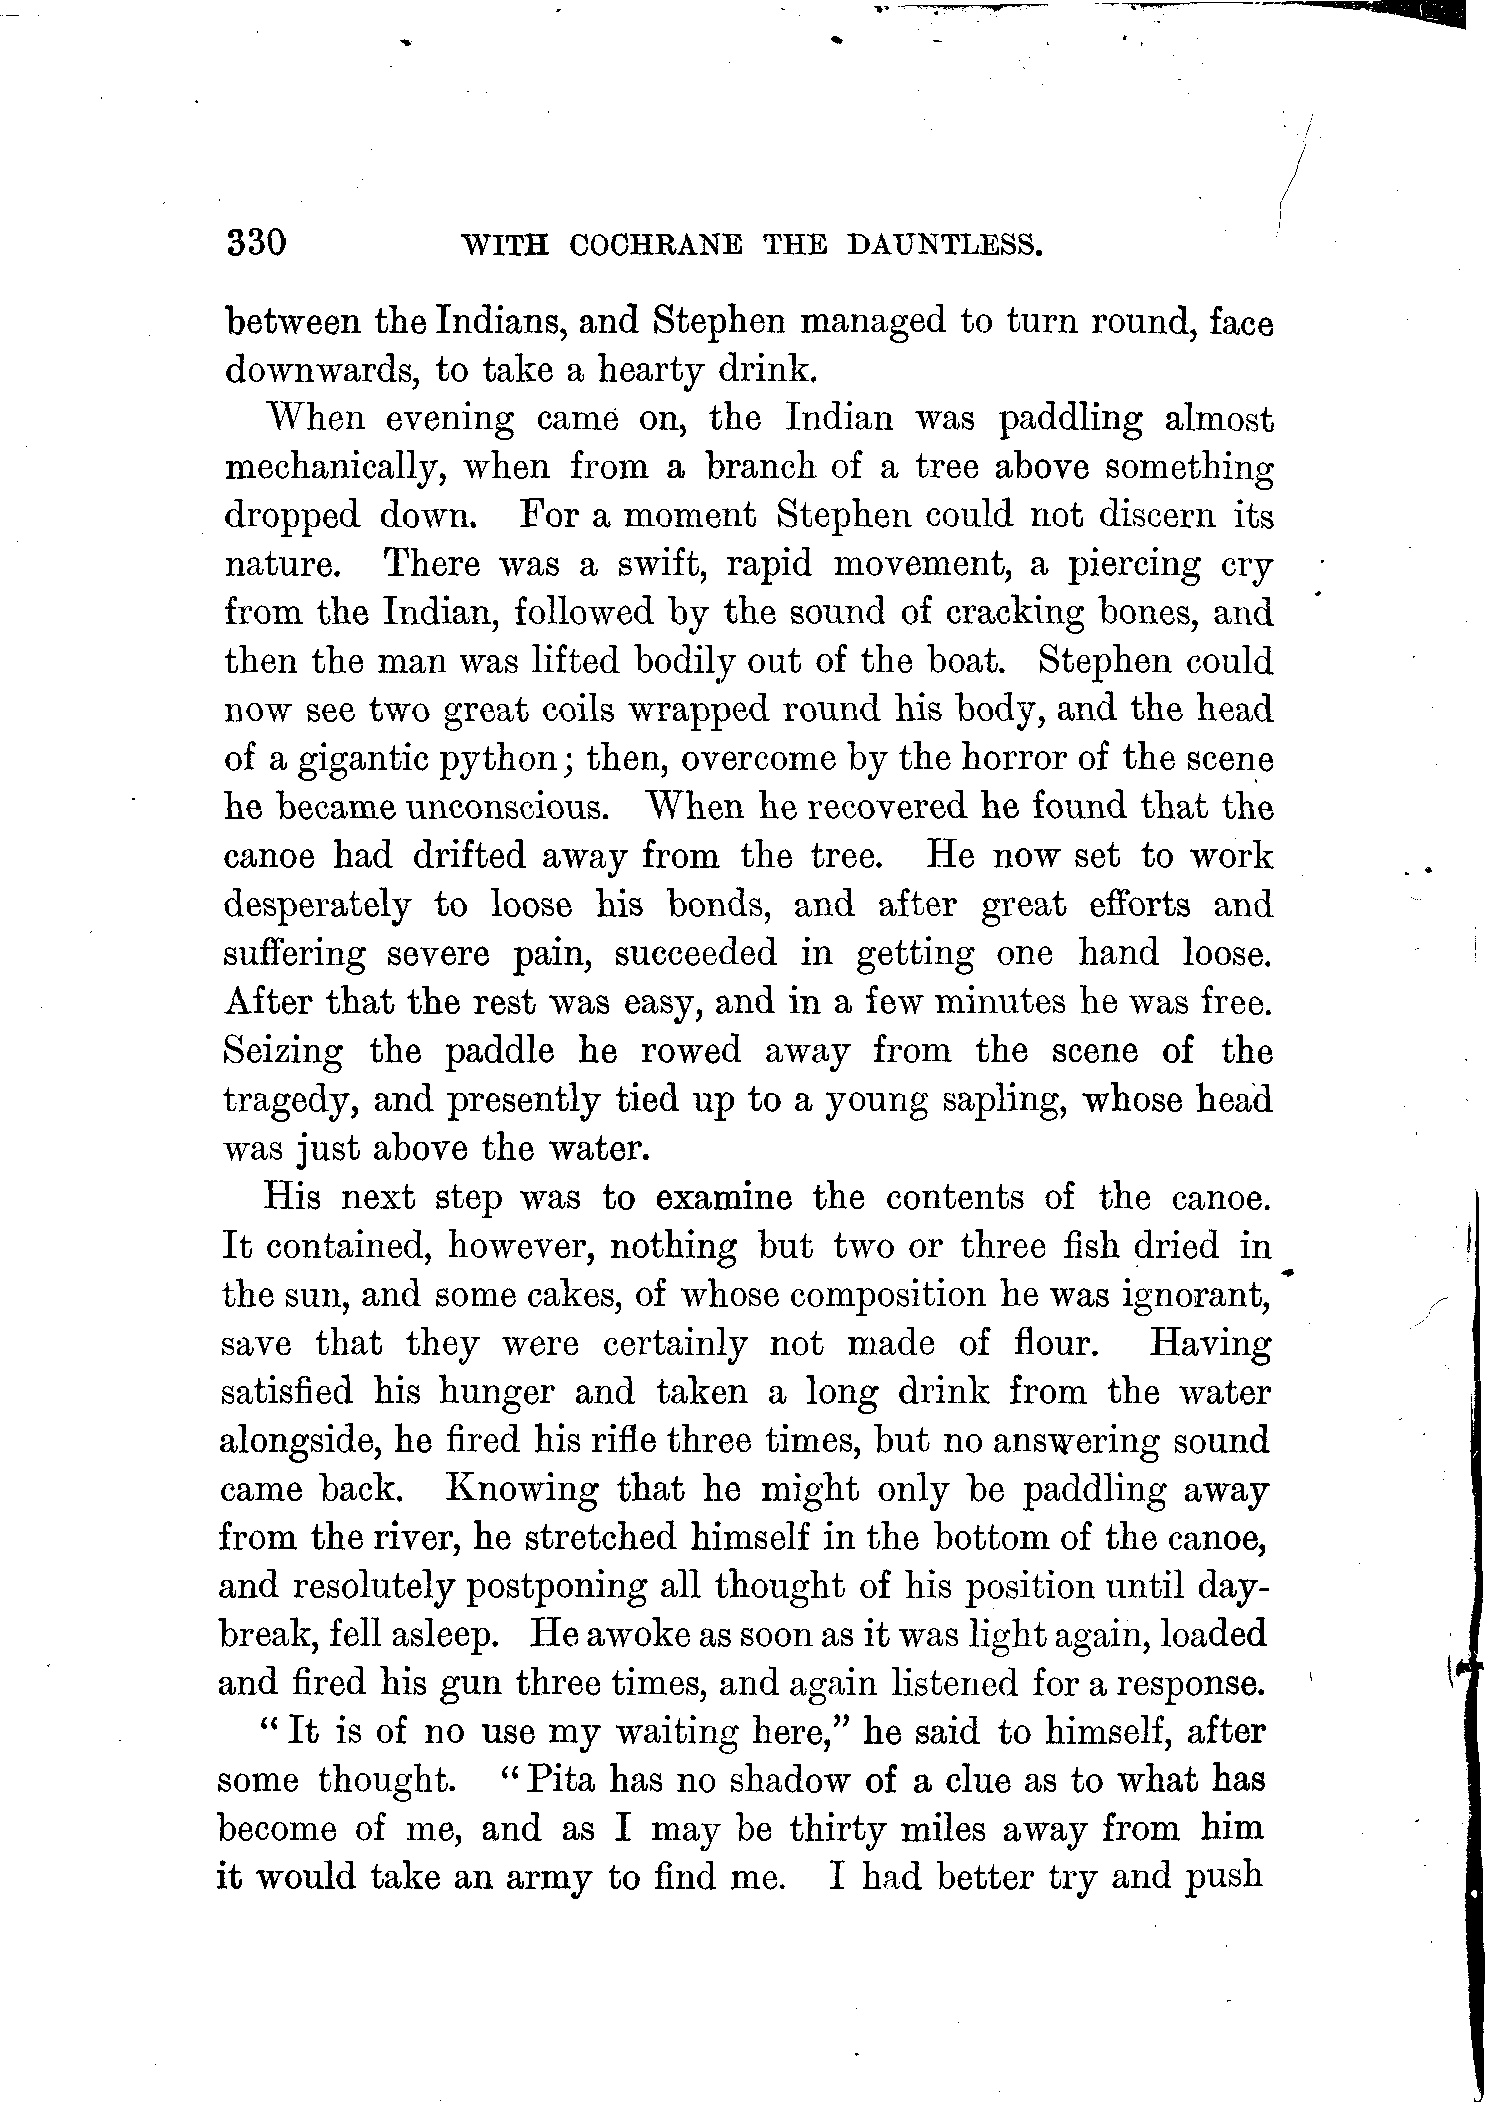 330 WITH COCHRANE THE DAUNTLESS.
between the Indians, and Stephen managed to turn round, face
downwards, to take a hearty drink.
When evening came on, the Indian was paddling almost
mechanically, when from a branch of a tree above something
dropped down. For a moment Stephen could not discern its
nature. There was a swift, rapid movement, a piercing cry
from the Indian, followed by the sound of cracking bones, and
then the man was lifted bodily out of the boat. Stephen could
now see two great coils wrapped round his body, and the head
of a gigantic python; then, overcome by the horror of the scene
he became unconscious. When he recovered he found that the
canoe had drifted away from the tree. He now set to work
desperately to loose his bonds, and after great efforts and
suffering severe pain, succeeded in getting one hand loose.
After that the rest was easy, and in a few minutes he was free.
Seizing the paddle he rowed away from the scene of the
tragedy, and presently tied up to a young sapling, whose head
was just above the water.
His next step was to examine the contents of the canoe.
It contained, however, nothing but two or three fish dried in
the sun, and some cakes, of whose composition he was ignorant,
save that they were certainly not made of flour. Having
satisfied his hunger and taken a long drink from the water
alongside, he fired his rifle three times, but no answering sound
came back. Knowing that he might only be paddling away
from the river, he stretched himself in the bottom of the canoe,
and resolutely postponing all thought of his position until day-
break, fell asleep. He awoke as soon as it was light again, loaded
and fired his gun three times, and again listened for a response.
“It is of no use my waiting here,” he said to himself, after
some thought. “Pita has no shadow of a clue as to what has
become of me, and as I may be thirty miles away from him
it would take an army to find me. I had better try and push